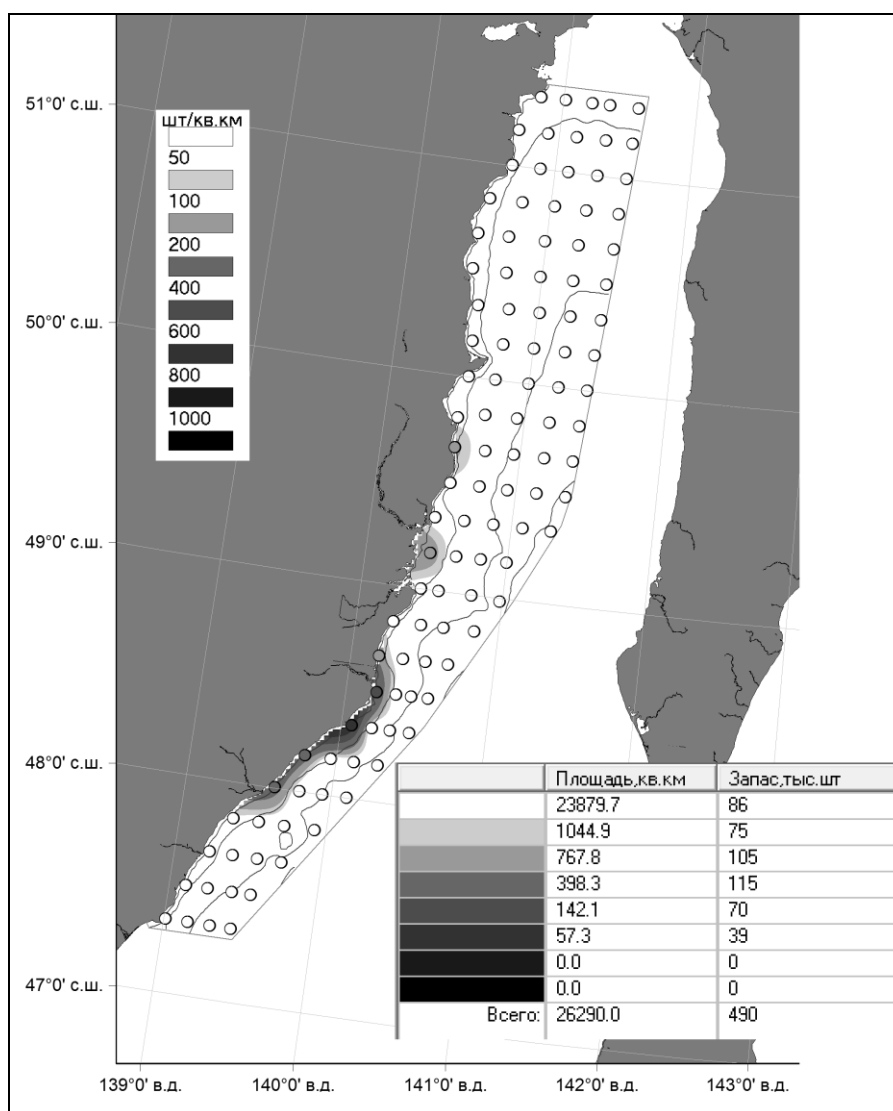 51°0' с.ш.
шт/кв.км
50
100
200
400
600
800
1000
50°0' с.ш.
49°0' с.ш.
48°0' с.ш.
47°0' с.ш.
Площадь,кв.км Запас,тыс.шт
23879.7 86
1044.9 75
767.8 105
398.3 115
142.1 70
57.3 39
0.0 0
0.0 0
Всего: 26290.0 490
139°0' в.д. 140°0' в.д. 141°0' в.д. 142°0' в.д. 143°0' в.д.